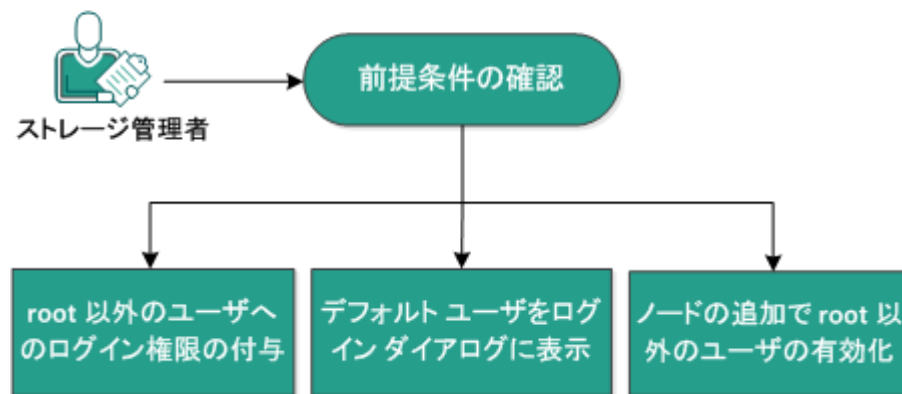 ストレージ管理者
前提条件の確認
root 以外のユーザへ
のログイン権限の付与
デフォルト ユーザをログ
イン ダイアログに表示
ノードの追加で root 以
外のユーザの有効化